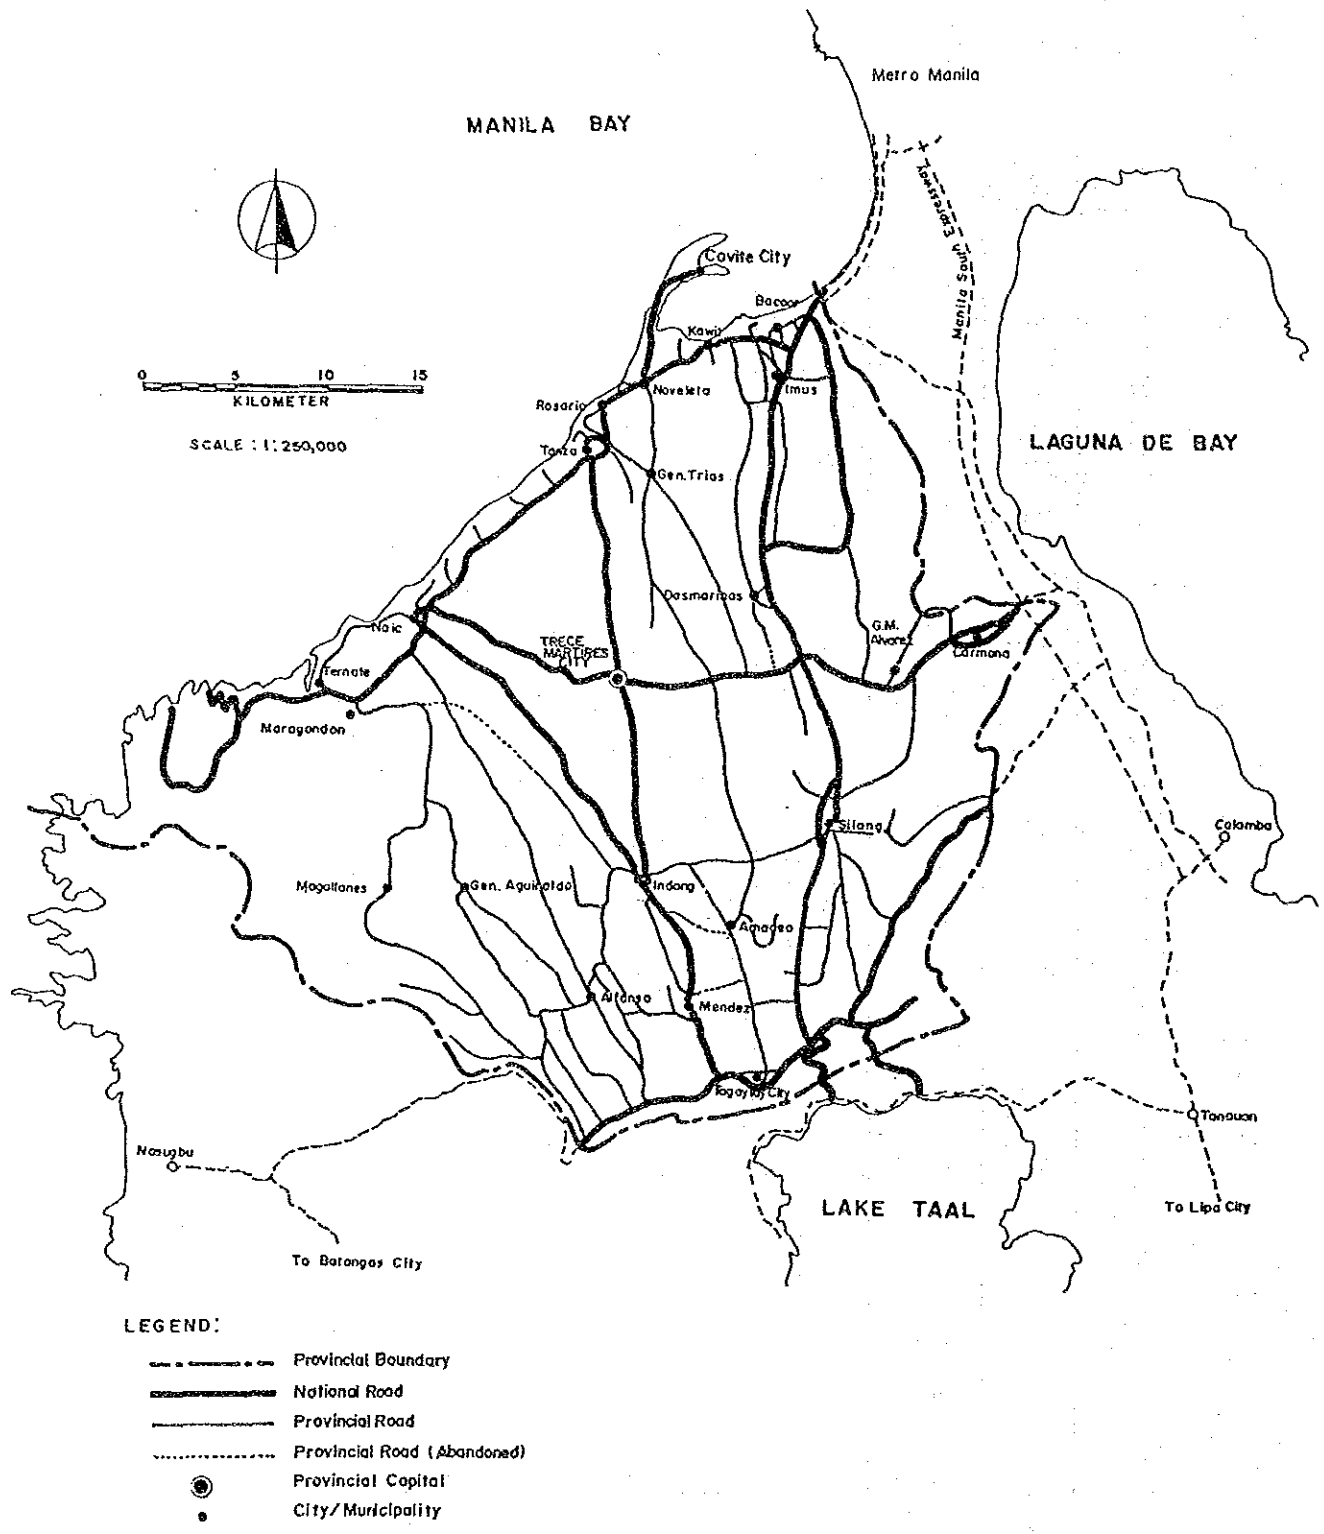 Metro Manila
MANILA BAY
Manila South Expressway
Cavite City
Bacoor
Kawit
0 5 10 15
KILOMETER
Noveleta
Imus
Rosario
SCALE : 1:250,000
LAGUNA DE BAY
Tanza
Gen. Trias
Dasmarinas
Naic
G.M.
Alvarez
TRECE
MARTIRES
CITY
Carmona
Ternate
Maragondon
Silang
Calamba
Magallanes
Gen. Aguinaldo
Indang
Amadeo
Alfonso
Mendez
Tagaytay City
Tanauan
Nasugbu
LAKE TAAL
To Lipa City
To Batangas City
LEGEND:
Provincial Boundary
National Road
Provincial Road
Provincial Road (Abandoned)
Provincial Capital
City/Municipality